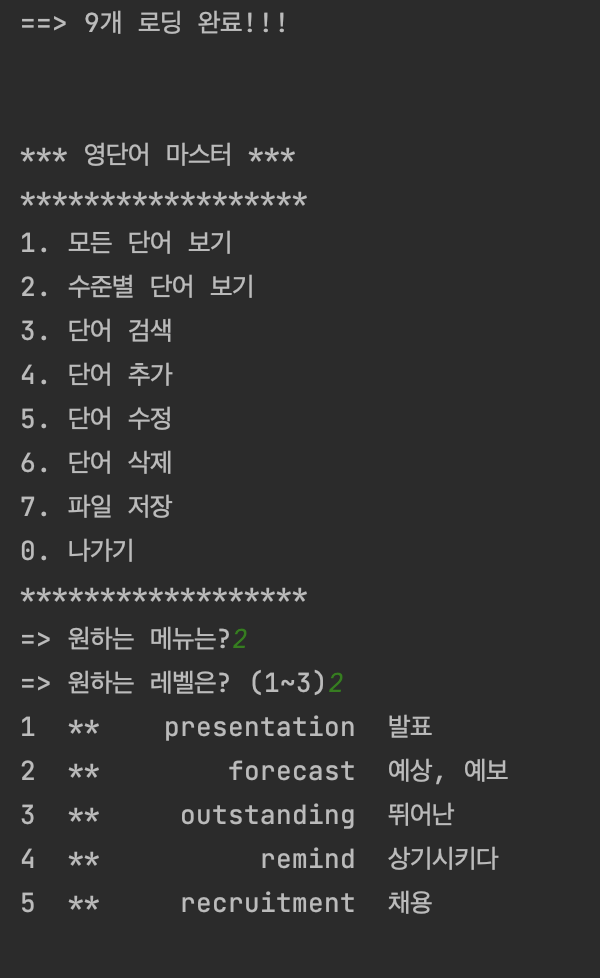 ==> 9개 로딩 완료!!!
*** 영단어 마스터 ***
******************
1. 모든 단어 보기
2. 수준별 단어 보기
3. 단어 검색
4. 단어 추가
5. 단어 수정
6. 단어 삭제
7. 파일 저장
0. 나가기
******************
=> 원하는 메뉴는?2
=> 원하는 레벨은? (1~3)2
1  **    presentation  발표
2  **        forecast  예상, 예보
3  **     outstanding  뛰어난
4  **          remind  상기시키다
5  **     recruitment  채용